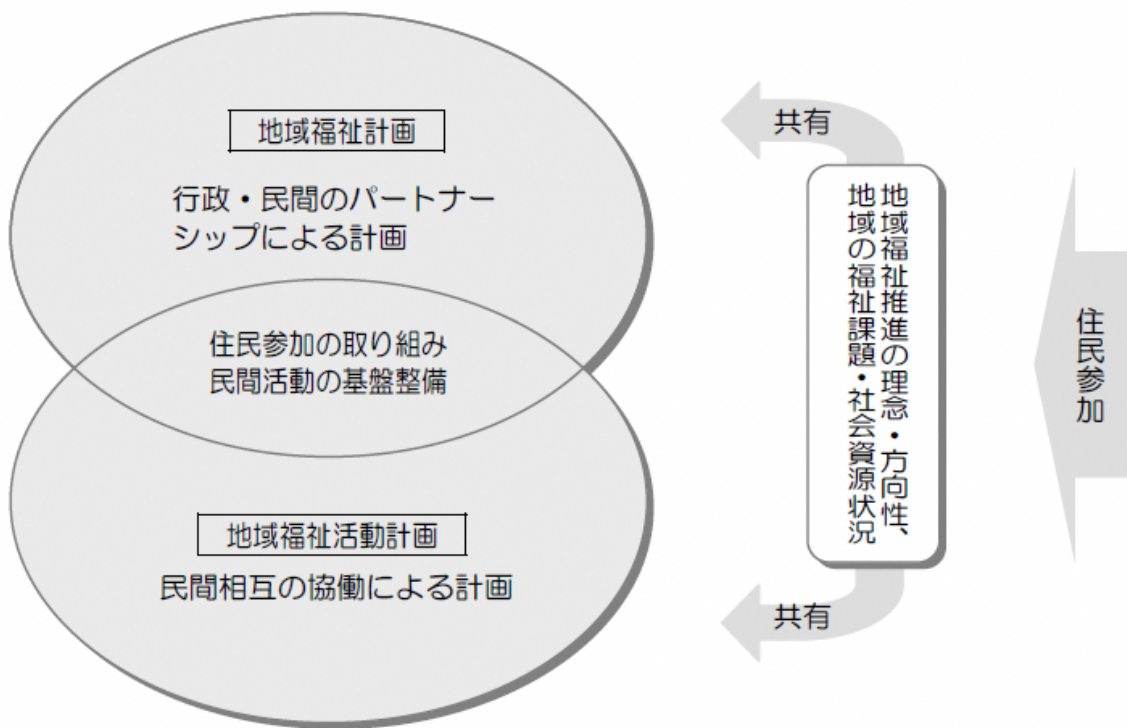 地域福祉計画
行政・民間のパートナー
シップによる計画
住民参加の取り組み
民間活動の基盤整備
地域福祉活動計画
民間相互の協働による計画
共有
地域福祉推進の理念・方向性、
地域の福祉課題・社会資源状況
共有
住民参加